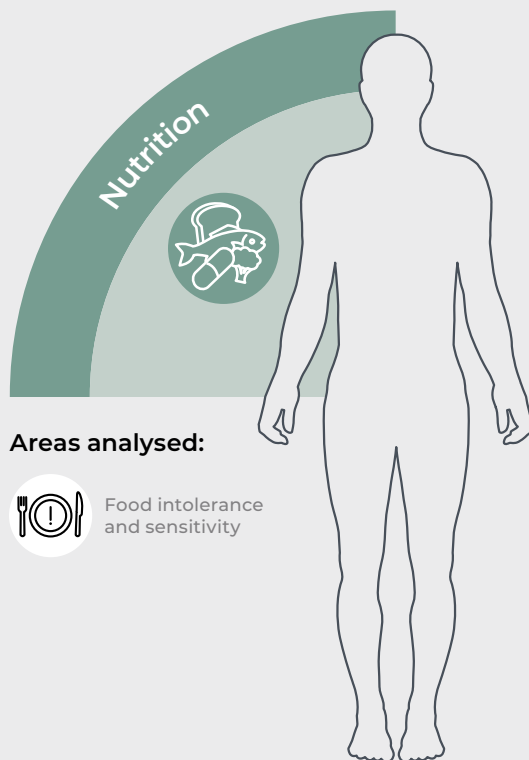 Nutrition
Areas analysed:
Food intolerance
and sensitivity